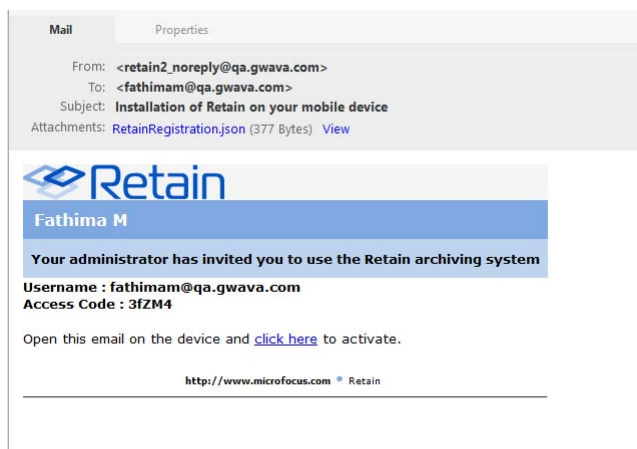 Mail
Properties
From: <retain2_noreply@qa.gwava.com>
To: <fathimam@qa.gwava.com>
Subject: Installation of Retain on your mobile device
Attachments: RetainRegistration.json (377 Bytes) View
Retain
Fathima M
Your administrator has invited you to use the Retain archiving system
Username : fathimam@qa.gwava.com
Access Code : 3fZM4
Open this email on the device and click here to activate.
http://www.microfocus.com • Retain